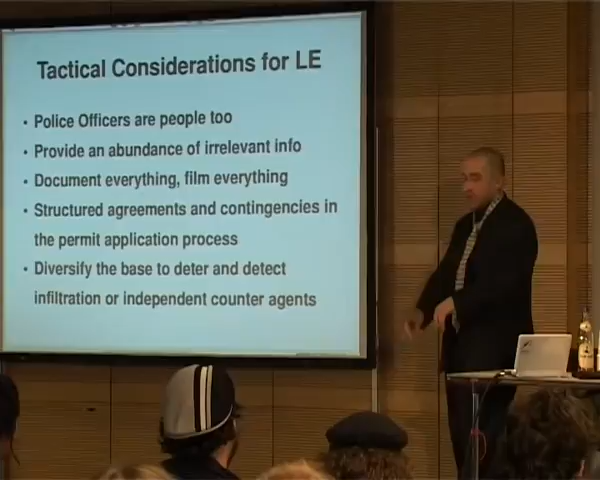 Tactical Considerations for LE
• Police Officers are people too
• Provide an abundance of irrelevant info
• Document everything, film everything
• Structured agreements and contingencies in
the permit application process
• Diversify the base to deter and detect
infiltration or independent counter agents